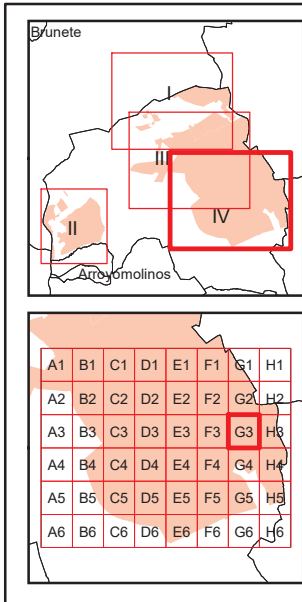 Brunete
I
III
IV
II
Arroyomolinos
A1 B1 C1 D1 E1 F1 G1 H1
A2 B2 C2 D2 E2 F2 G2 H2
A3 B3 C3 D3 E3 F3 G3 H3
A4 B4 C4 D4 E4 F4 G4 H4
A5 B5 C5 D5 E5 F5 G5 H5
A6 B6 C6 D6 E6 F6 G6 H6